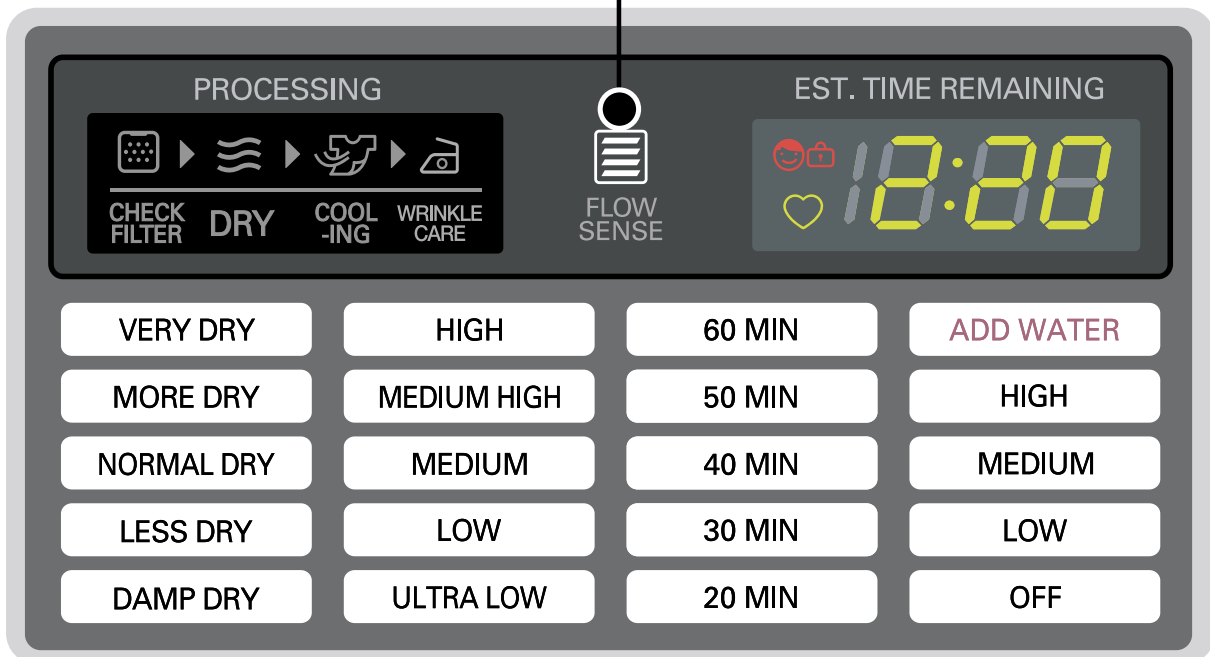 PROCESSING
EST. TIME REMAINING
2:20
CHECK
FILTER
DRY
COOL
-ING
WRINKLE
CARE
FLOW
SENSE
VERY DRY
HIGH
60 MIN
ADD WATER
MORE DRY
MEDIUM HIGH
50 MIN
HIGH
NORMAL DRY
MEDIUM
40 MIN
MEDIUM
LESS DRY
LOW
30 MIN
LOW
DAMP DRY
ULTRA LOW
20 MIN
OFF